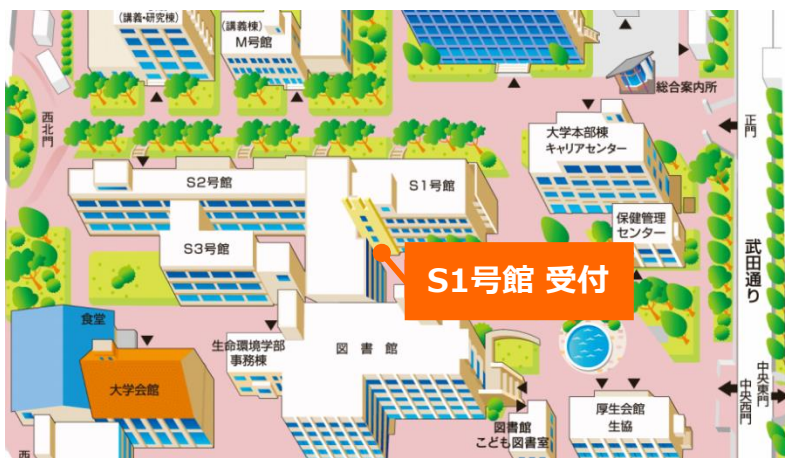 (講義・研究棟)
(講義棟)
M号館
総合案内所
西北門
正門
大学本部棟
キャリアセンター
S2号館
S1号館
保健管理
センター
S3号館
武田通り
S1号館 受付
食堂
生命環境学部
事務棟
図書館
大学会館
中央東門
中央西門
厚生会館
生協
図書館
こども図書室
西